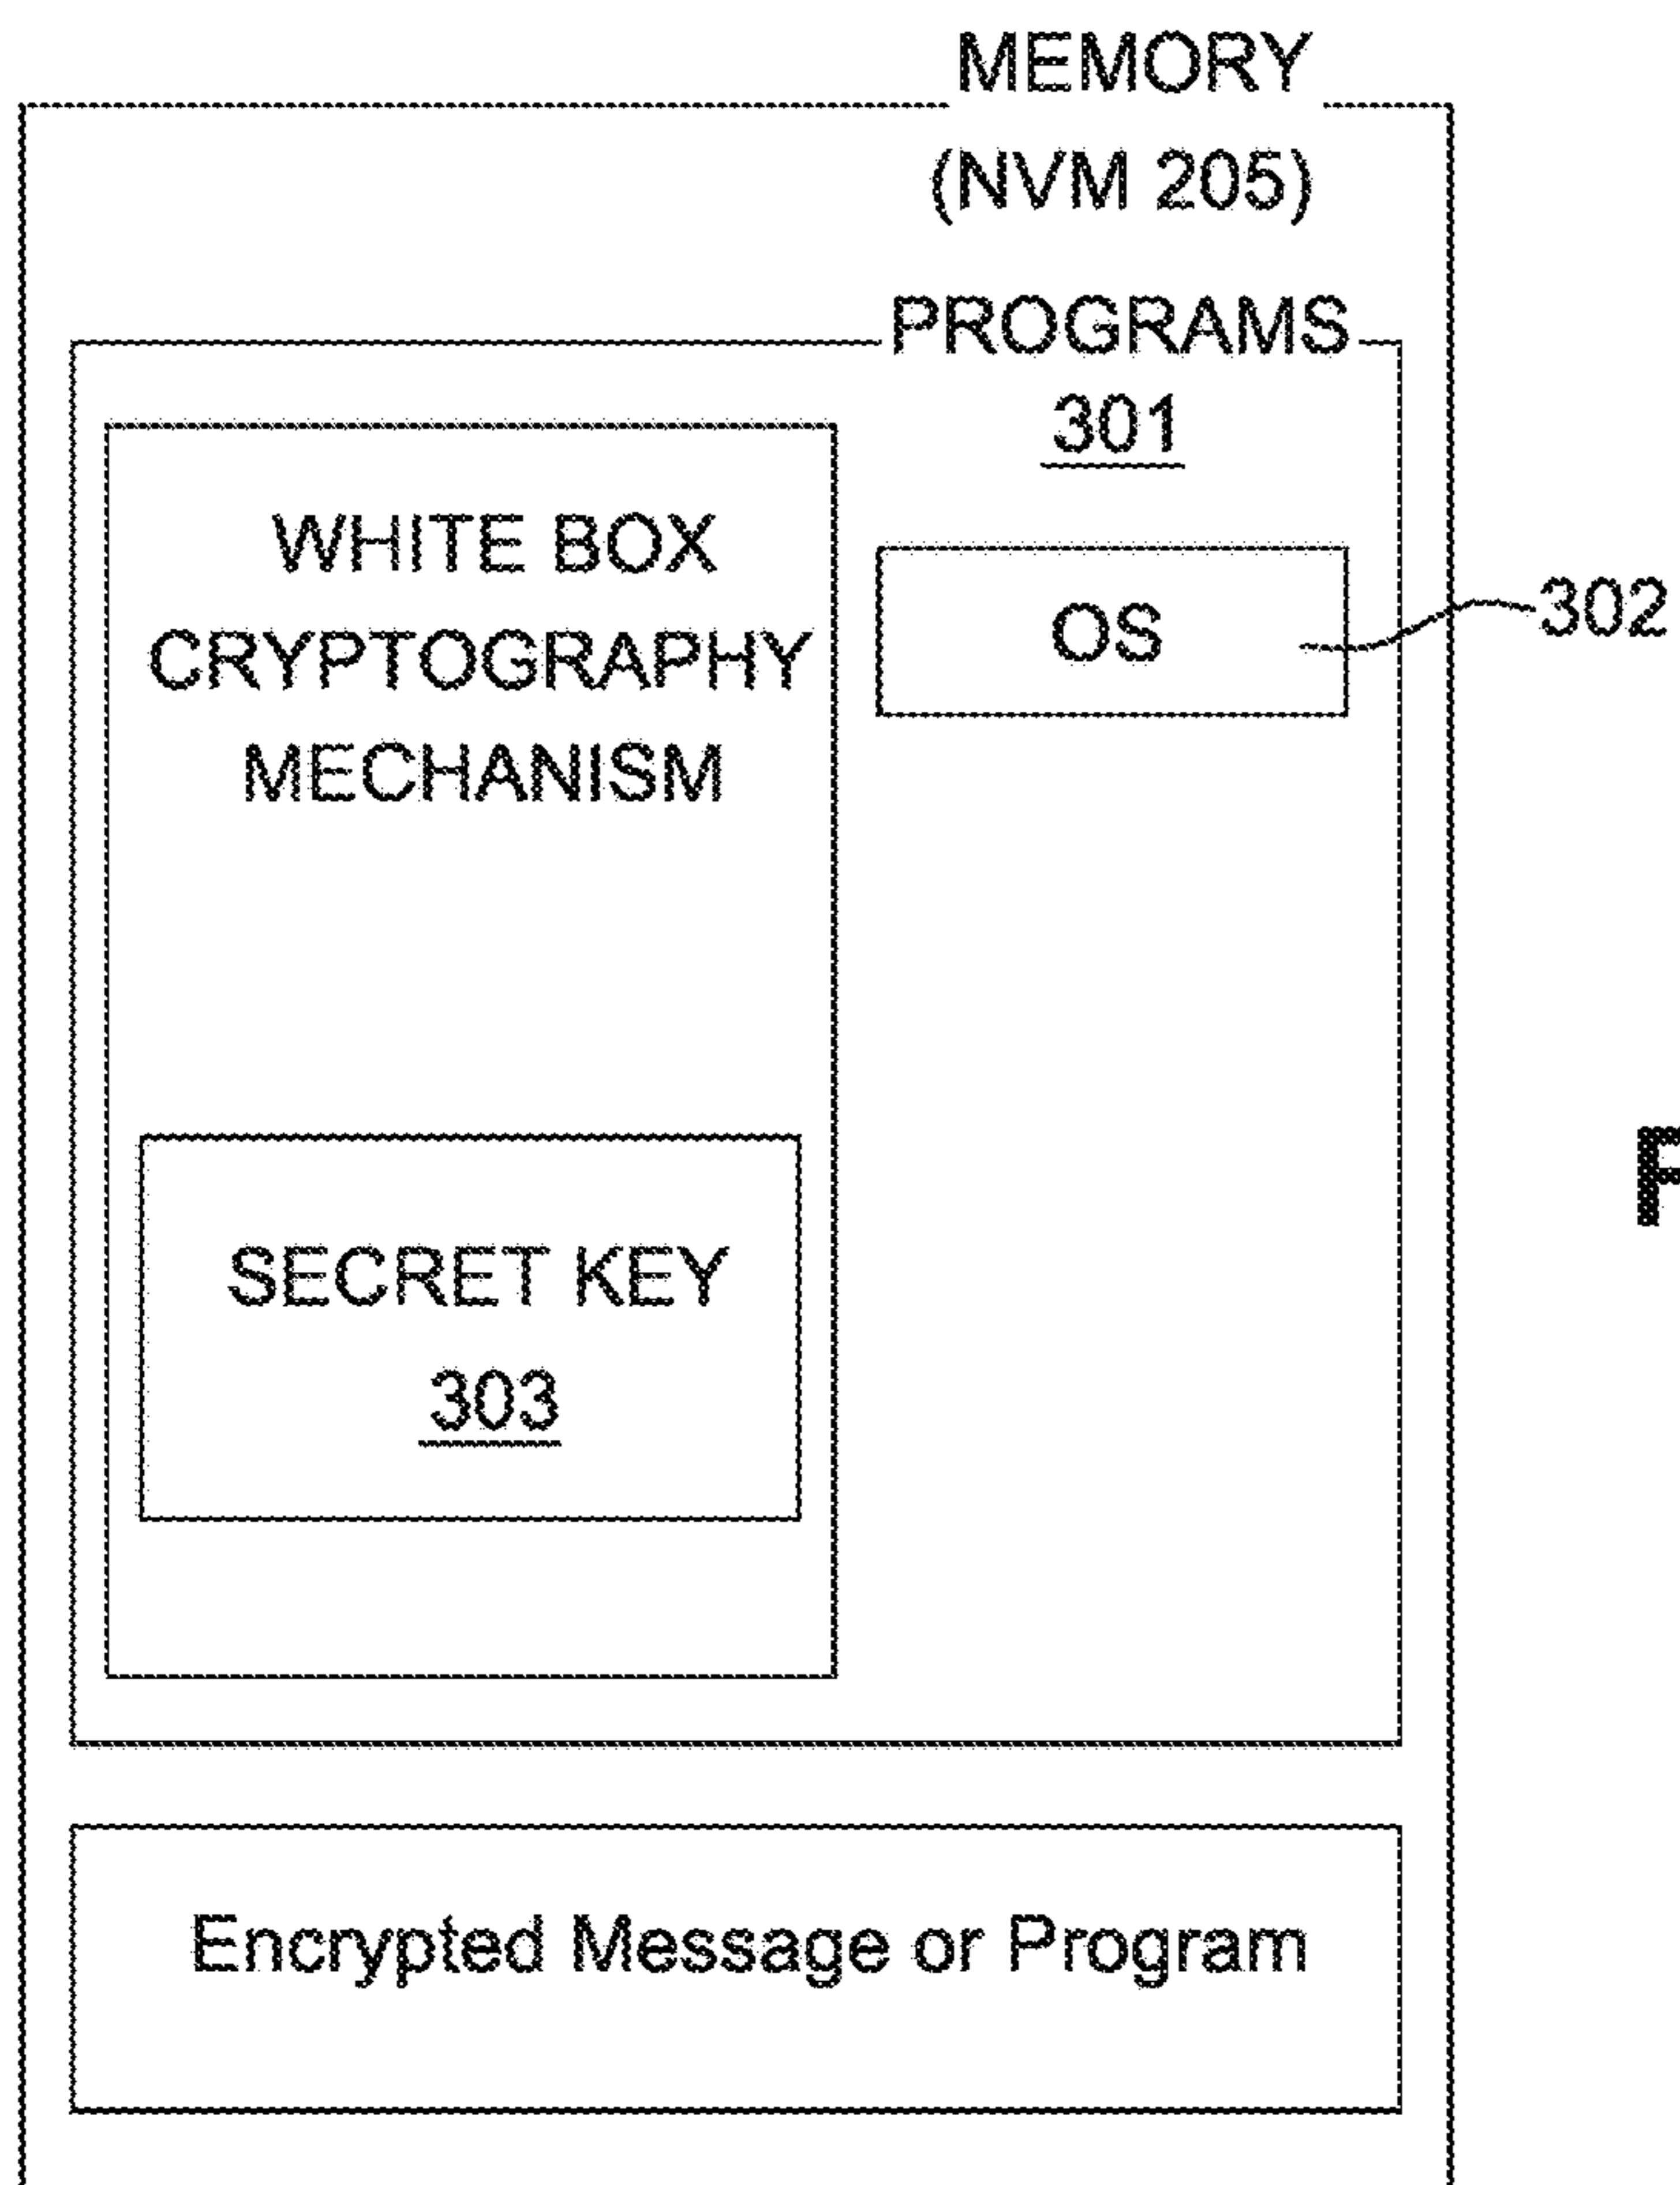 MEMORY
(NVM 205)
PROGRAMS
301
WHITE BOX
CRYPTOGRAPHY
MECHANISM
OS
302
SECRET KEY
303
Encrypted Message or Program